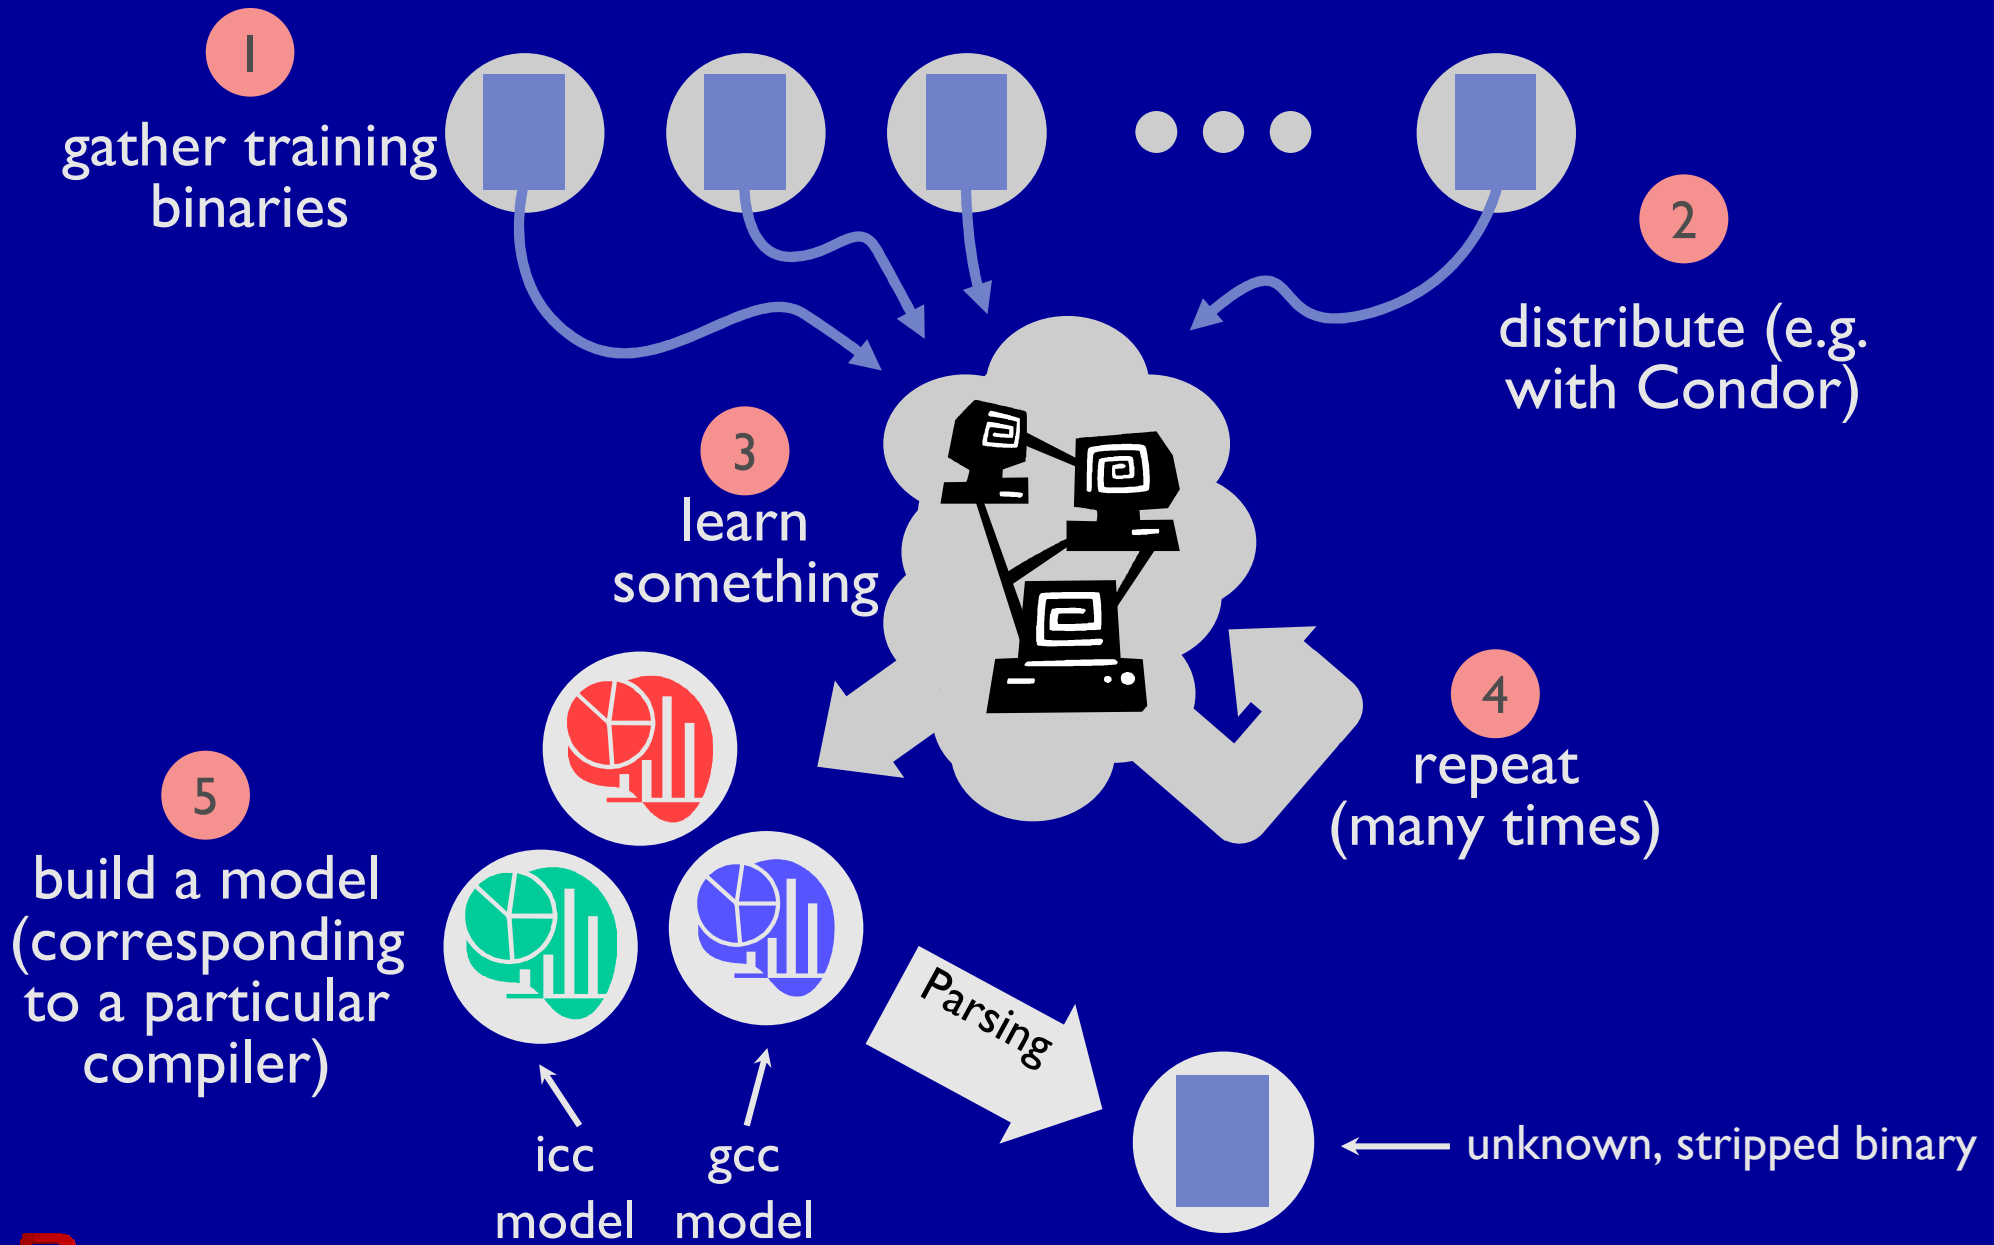 1
gather training
binaries
2
distribute (e.g.
with Condor)
3
learn
something
4
repeat
(many times)
5
build a model
(corresponding
to a particular
compiler)
icc
model
gcc
model
Parsing
unknown, stripped binary